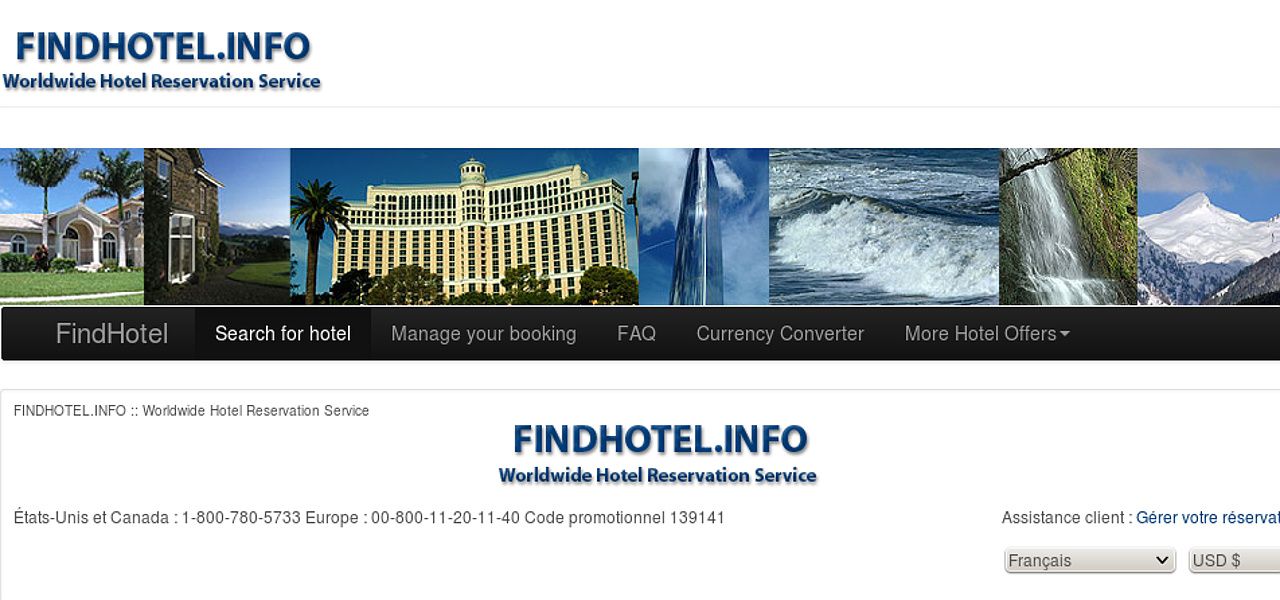 FINDHOTEL.INFO
Worldwide Hotel Reservation Service
FindHotel Search for hotel Manage your booking FAQ Currency Converter More Hotel Offers
FINDHOTEL.INFO :: Worldwide Hotel Reservation Service
FINDHOTEL.INFO
Worldwide Hotel Reservation Service
États-Unis et Canada : 1-800-780-5733 Europe : 00-800-11-20-11-40 Code promotionnel 139141 Assistance client : Gérer votre
Français USD $